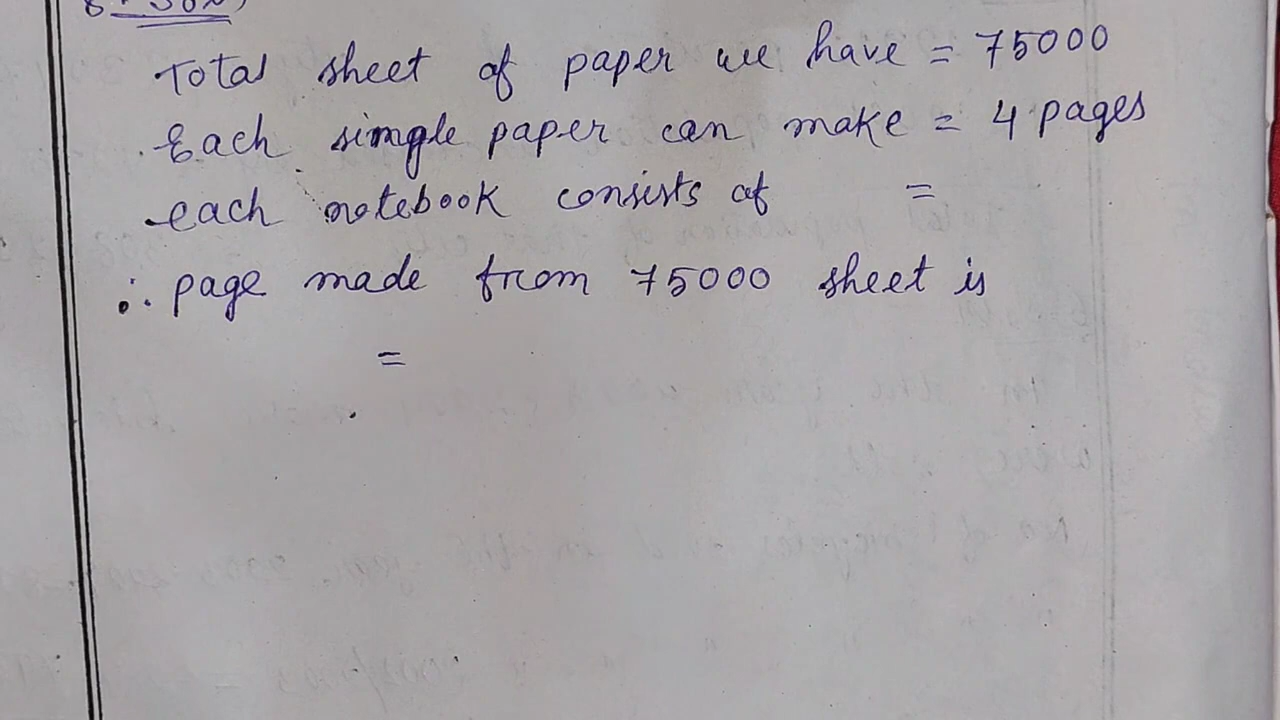 Total sheet of paper we have = 75000
Each simgle paper can make = 4 pages
each notebook consists of =
∴ page made from 75000 sheet is
=